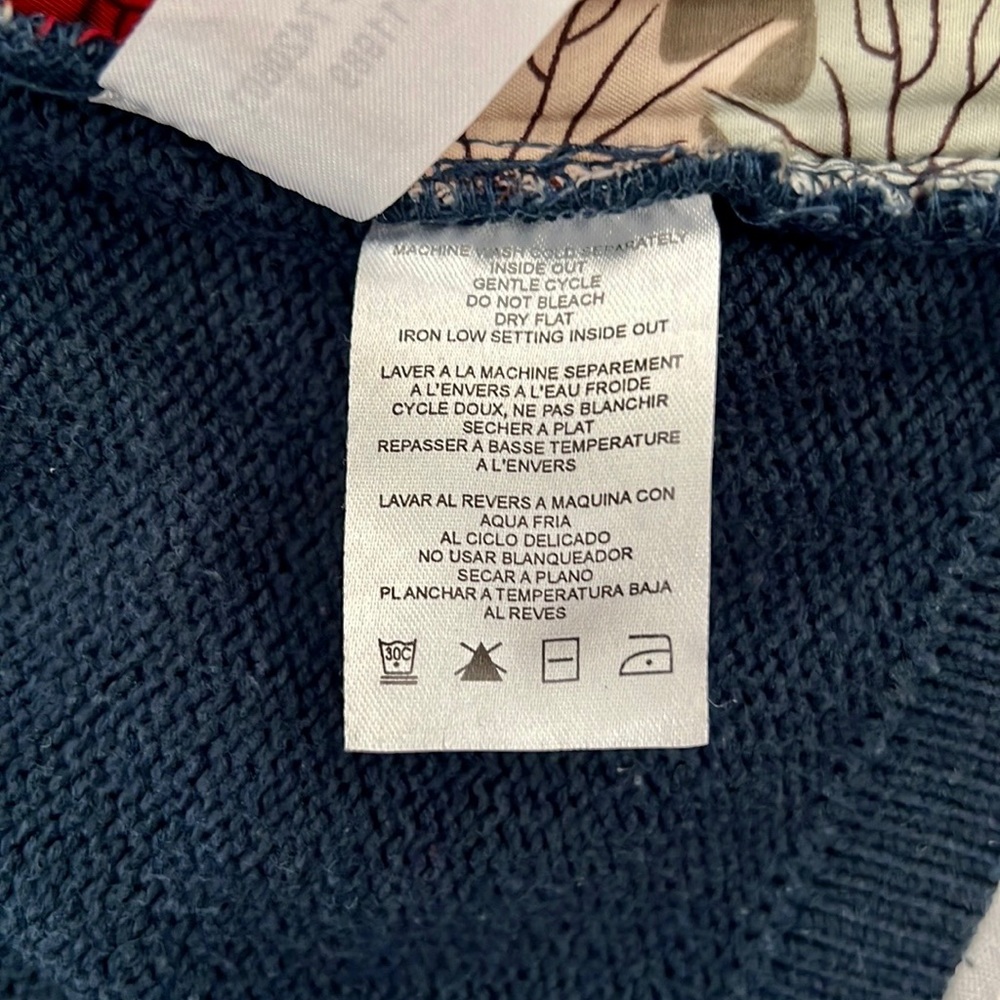 MACHINE WASH COLD SEPARATELY
INSIDE OUT
GENTLE CYCLE
DO NOT BLEACH
DRY FLAT
IRON LOW SETTING INSIDE OUT
LAVER A LA MACHINE SEPAREMENT
A L'ENVERS A L'EAU FROIDE
CYCLE DOUX, NE PAS BLANCHIR
SECHER A PLAT
REPASSER A BASSE TEMPERATURE
A L'ENVERS
LAVAR AL REVERS A MAQUINA CON
AQUA FRIA
AL CICLO DELICADO
NO USAR BLANQUEADOR
SECAR A PLANO
PLANCHAR A TEMPERATURA BAJA
AL REVES
30C